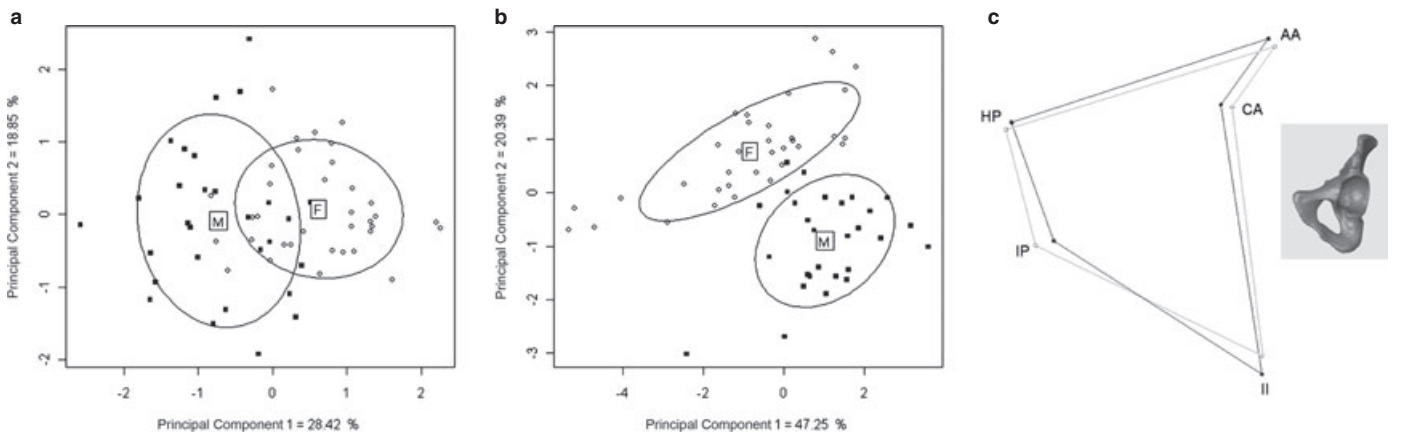 a
Principal Component 2 = 18.85 %
2
1
0
-1
-2
M
F
-2
-1
0
1
2
Principal Component 1 = 28.42 %
b
Principal Component 2 = 20.39 %
3
2
1
0
-1
-2
-3
F
M
-4
-2
0
2
Principal Component 1 = 47.25 %
c
AA
HP
CA
IP
II